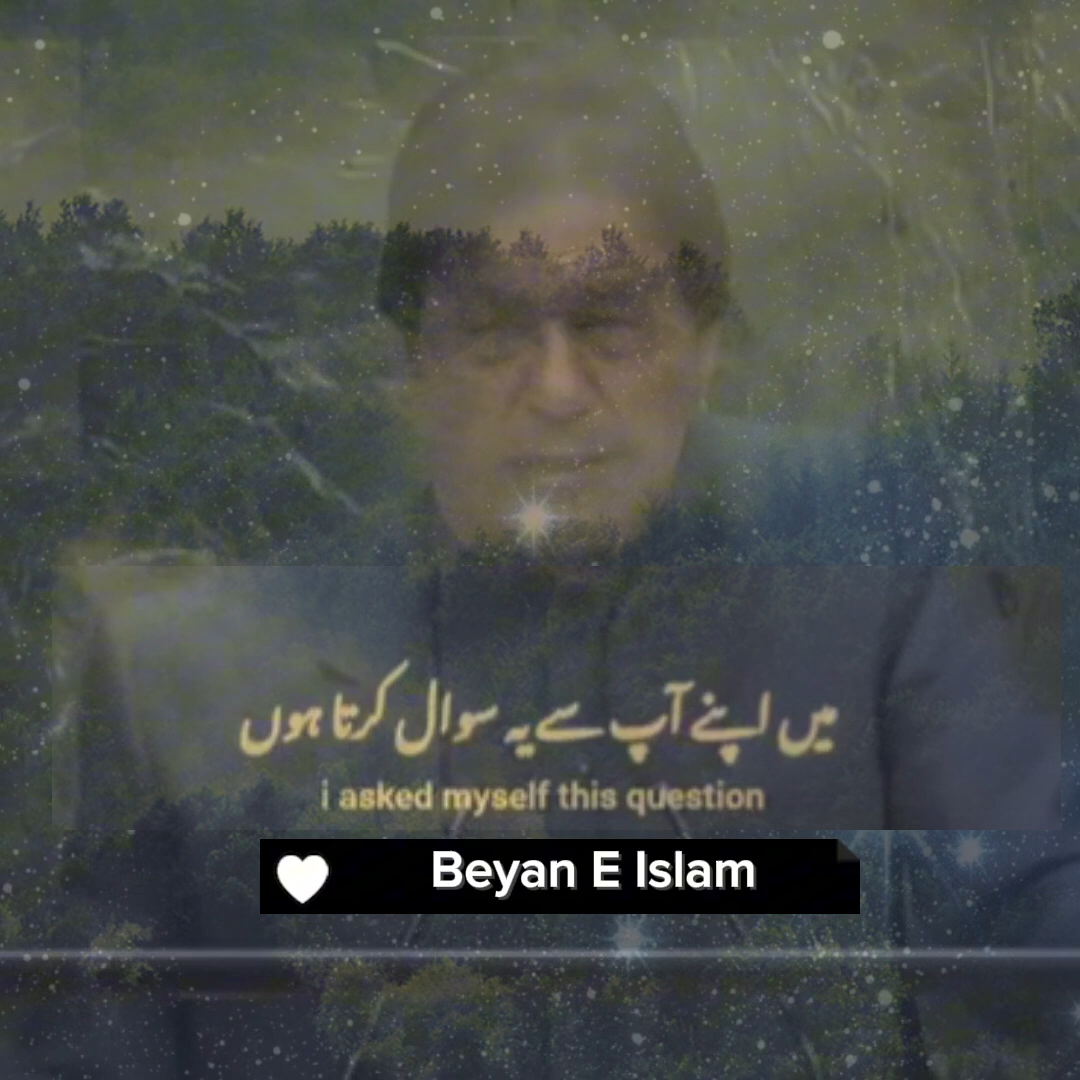 میں اپنے آپ سے یہ سوال کرتا ہوں
i asked myself this question
Beyan E Islam